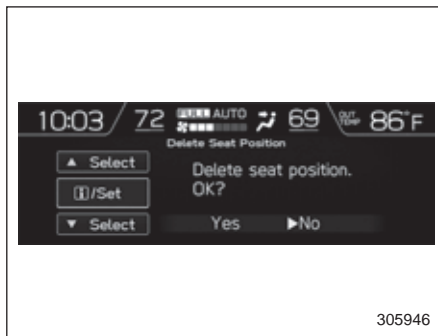 10:03 72 FULL AUTO 69 OUT TEMP 86°F
Delete Seat Position
▲ Select
i/Set
▼ Select
Delete seat position.
OK?
Yes ▶No
305946